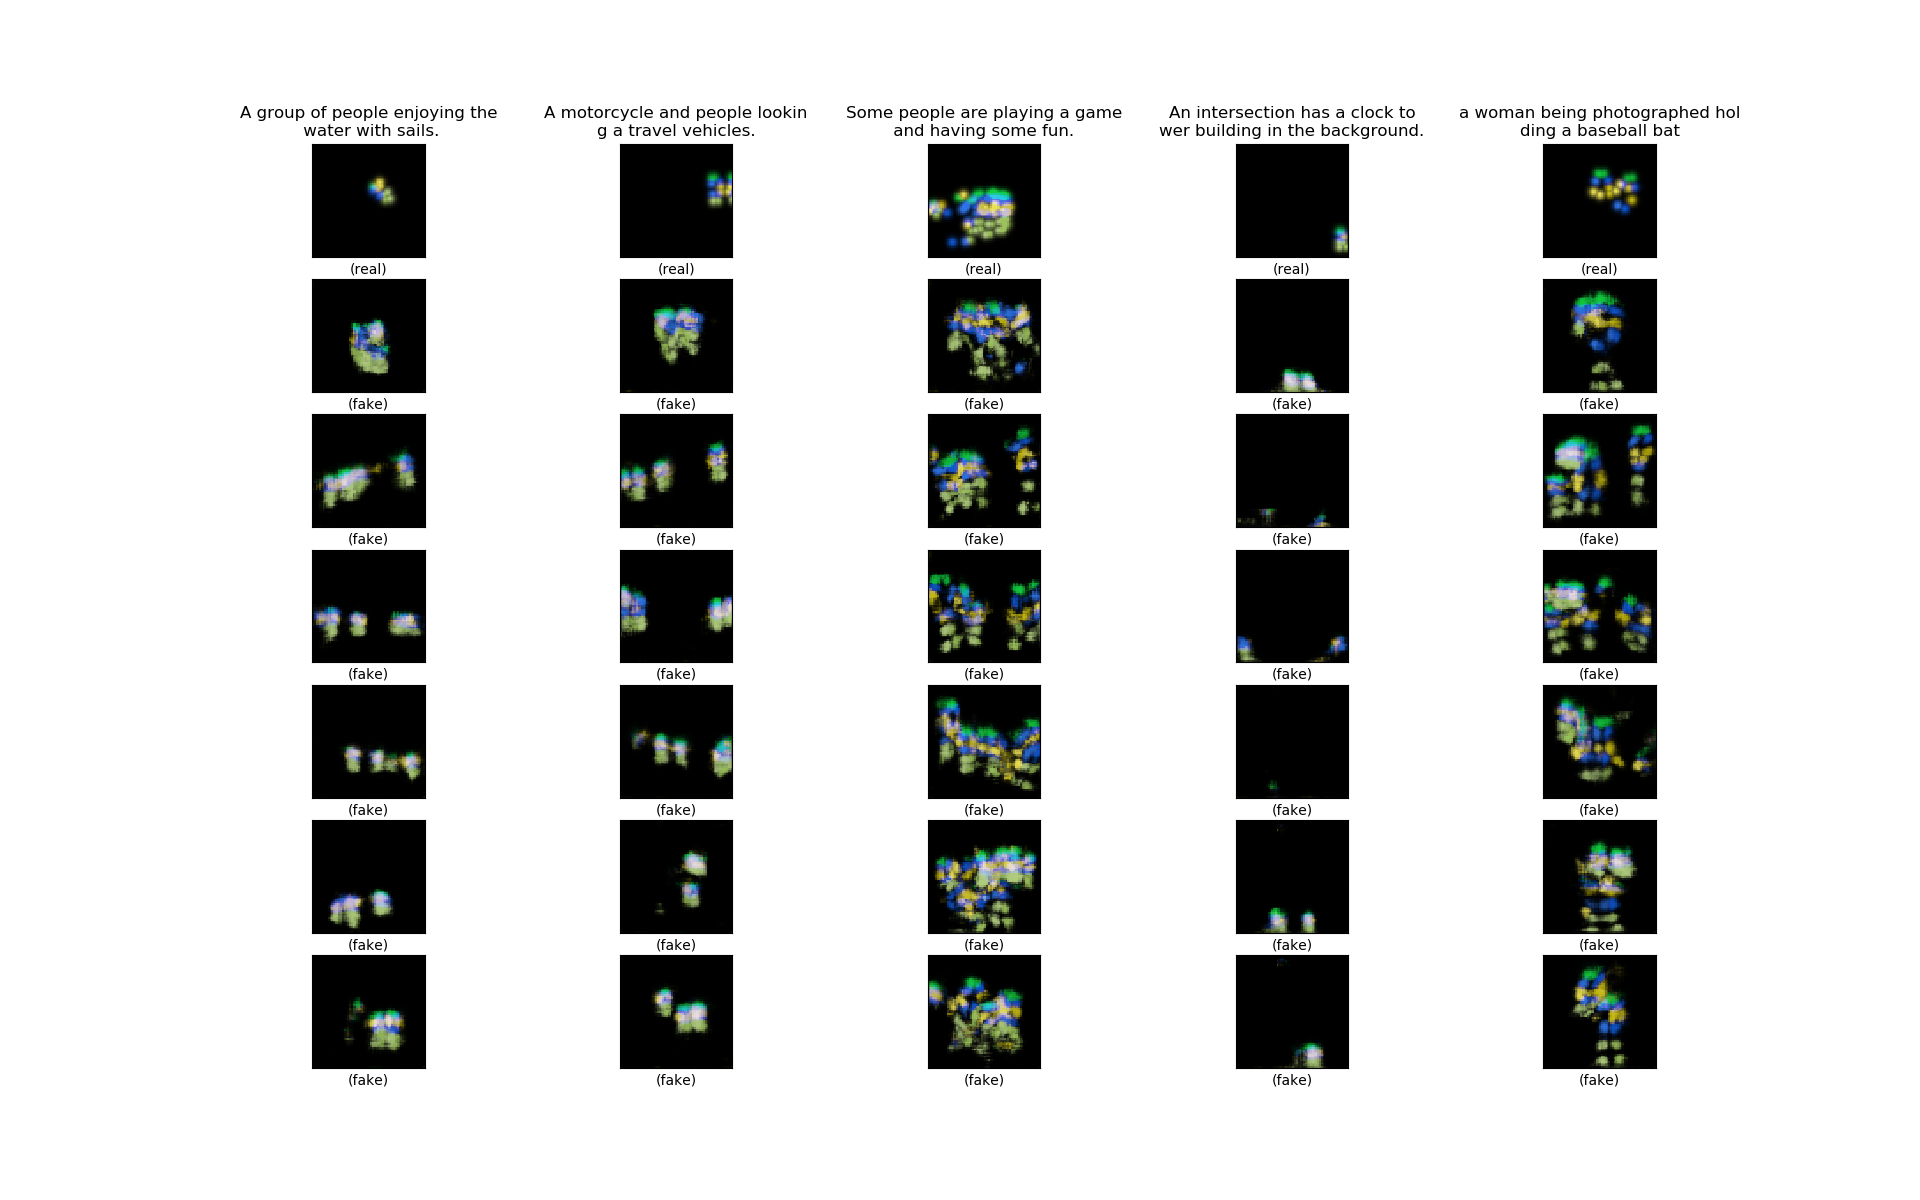 A group of people enjoying the
water with sails.
A motorcycle and people lookin
g a travel vehicles.
Some people are playing a game
and having some fun.
An intersection has a clock to
wer building in the background.
a woman being photographed hol
ding a baseball bat
(real) (real) (real) (real) (real)
(fake) (fake) (fake) (fake) (fake)
(fake) (fake) (fake) (fake) (fake)
(fake) (fake) (fake) (fake) (fake)
(fake) (fake) (fake) (fake) (fake)
(fake) (fake) (fake) (fake) (fake)
(fake) (fake) (fake) (fake) (fake)